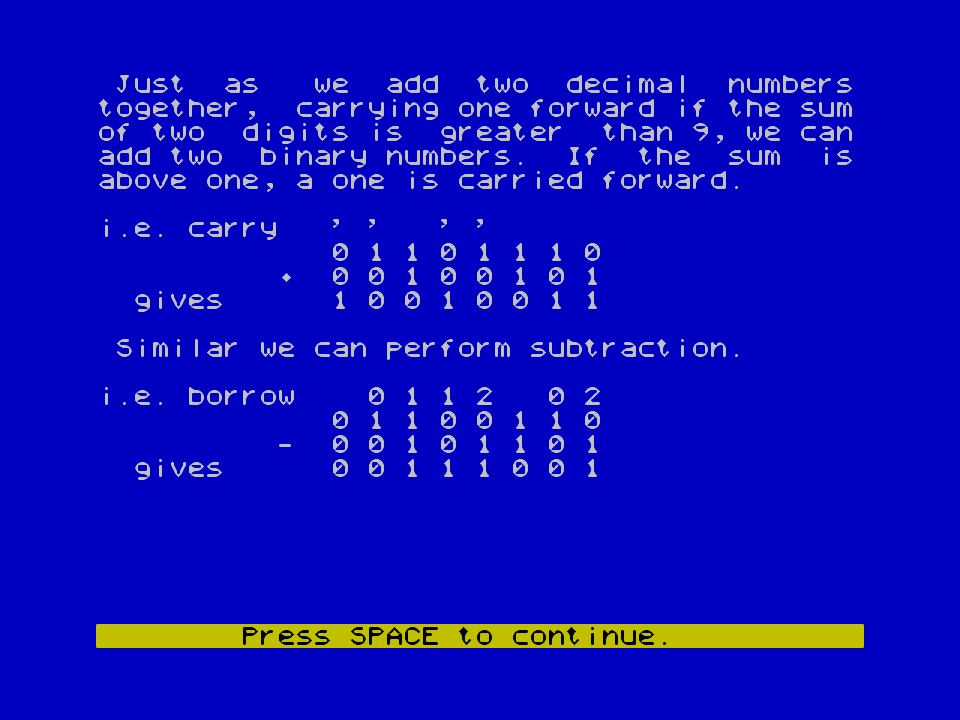 Just as we add two decimal numbers
together, carrying one forward if the sum
of two digits is greater than 9, we can
add two binary numbers. If the sum is
above one, a one is carried forward.
i.e. carry ' ' ' '
0 1 1 0 1 1 1 0
+ 0 0 1 0 0 1 0 1
gives 1 0 0 1 0 0 1 1
Similar we can perform subtraction.
i.e. borrow 0 1 1 2 0 2
0 1 1 0 0 1 1 0
- 0 0 1 0 1 1 0 1
gives 0 0 1 1 1 0 0 1
Press SPACE to continue.